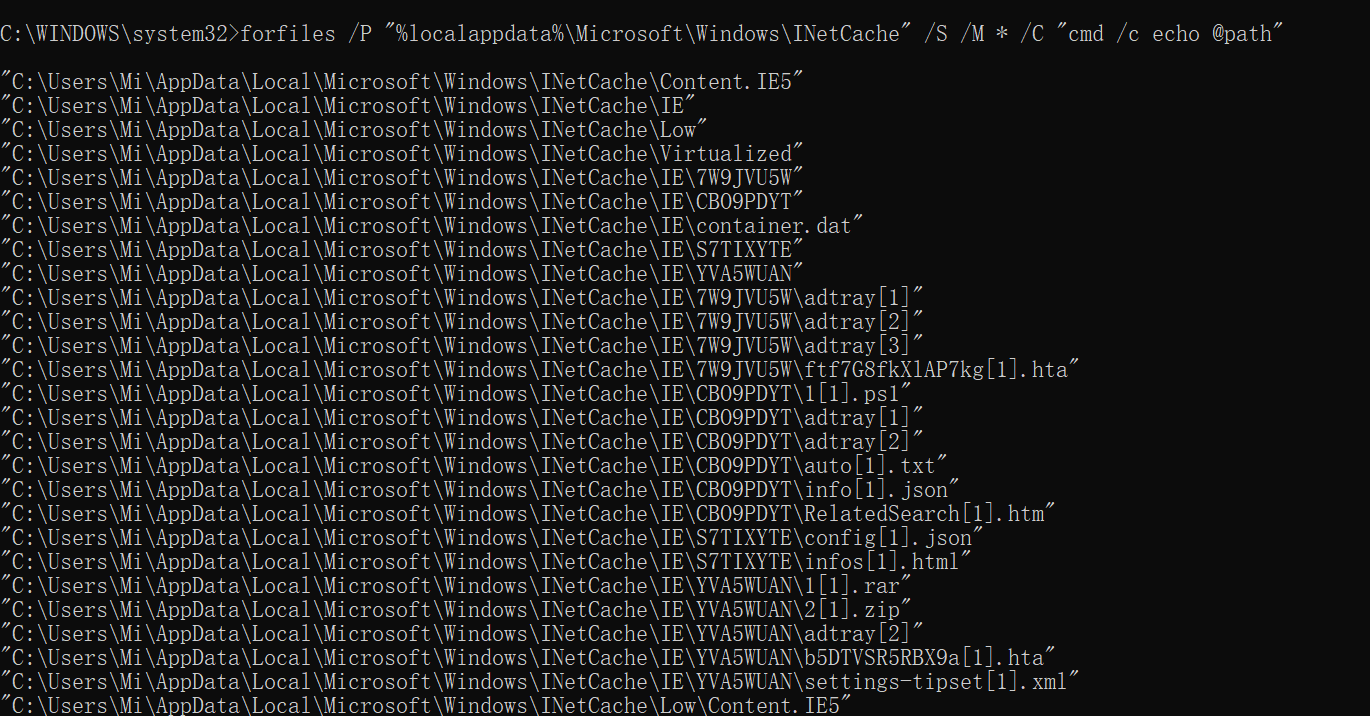 C:\WINDOWS\system32>forfiles /P "%localappdata%\Microsoft\Windows\INetCache" /S /M * /C "cmd /c echo @path"
"C:\Users\Mi\AppData\Local\Microsoft\Windows\INetCache\Content.IE5"
"C:\Users\Mi\AppData\Local\Microsoft\Windows\INetCache\IE"
"C:\Users\Mi\AppData\Local\Microsoft\Windows\INetCache\Low"
"C:\Users\Mi\AppData\Local\Microsoft\Windows\INetCache\Virtualized"
"C:\Users\Mi\AppData\Local\Microsoft\Windows\INetCache\IE\7W9JVU5W"
"C:\Users\Mi\AppData\Local\Microsoft\Windows\INetCache\IE\CBO9PDYT"
"C:\Users\Mi\AppData\Local\Microsoft\Windows\INetCache\IE\container.dat"
"C:\Users\Mi\AppData\Local\Microsoft\Windows\INetCache\IE\S7TIXYTE"
"C:\Users\Mi\AppData\Local\Microsoft\Windows\INetCache\IE\YVA5WUAN"
"C:\Users\Mi\AppData\Local\Microsoft\Windows\INetCache\IE\7W9JVU5W\adtray[1]"
"C:\Users\Mi\AppData\Local\Microsoft\Windows\INetCache\IE\7W9JVU5W\adtray[2]"
"C:\Users\Mi\AppData\Local\Microsoft\Windows\INetCache\IE\7W9JVU5W\adtray[3]"
"C:\Users\Mi\AppData\Local\Microsoft\Windows\INetCache\IE\7W9JVU5W\ftf7G8fkXlAP7kg[1].hta"
"C:\Users\Mi\AppData\Local\Microsoft\Windows\INetCache\IE\CBO9PDYT\1[1].ps1"
"C:\Users\Mi\AppData\Local\Microsoft\Windows\INetCache\IE\CBO9PDYT\adtray[1]"
"C:\Users\Mi\AppData\Local\Microsoft\Windows\INetCache\IE\CBO9PDYT\adtray[2]"
"C:\Users\Mi\AppData\Local\Microsoft\Windows\INetCache\IE\CBO9PDYT\auto[1].txt"
"C:\Users\Mi\AppData\Local\Microsoft\Windows\INetCache\IE\CBO9PDYT\info[1].json"
"C:\Users\Mi\AppData\Local\Microsoft\Windows\INetCache\IE\CBO9PDYT\RelatedSearch[1].htm"
"C:\Users\Mi\AppData\Local\Microsoft\Windows\INetCache\IE\S7TIXYTE\config[1].json"
"C:\Users\Mi\AppData\Local\Microsoft\Windows\INetCache\IE\S7TIXYTE\infos[1].html"
"C:\Users\Mi\AppData\Local\Microsoft\Windows\INetCache\IE\YVA5WUAN\1[1].rar"
"C:\Users\Mi\AppData\Local\Microsoft\Windows\INetCache\IE\YVA5WUAN\2[1].zip"
"C:\Users\Mi\AppData\Local\Microsoft\Windows\INetCache\IE\YVA5WUAN\adtray[2]"
"C:\Users\Mi\AppData\Local\Microsoft\Windows\INetCache\IE\YVA5WUAN\b5DTVSR5RBX9a[1].hta"
"C:\Users\Mi\AppData\Local\Microsoft\Windows\INetCache\IE\YVA5WUAN\settings-tipset[1].xml"
"C:\Users\Mi\AppData\Local\Microsoft\Windows\INetCache\Low\Content.IE5"